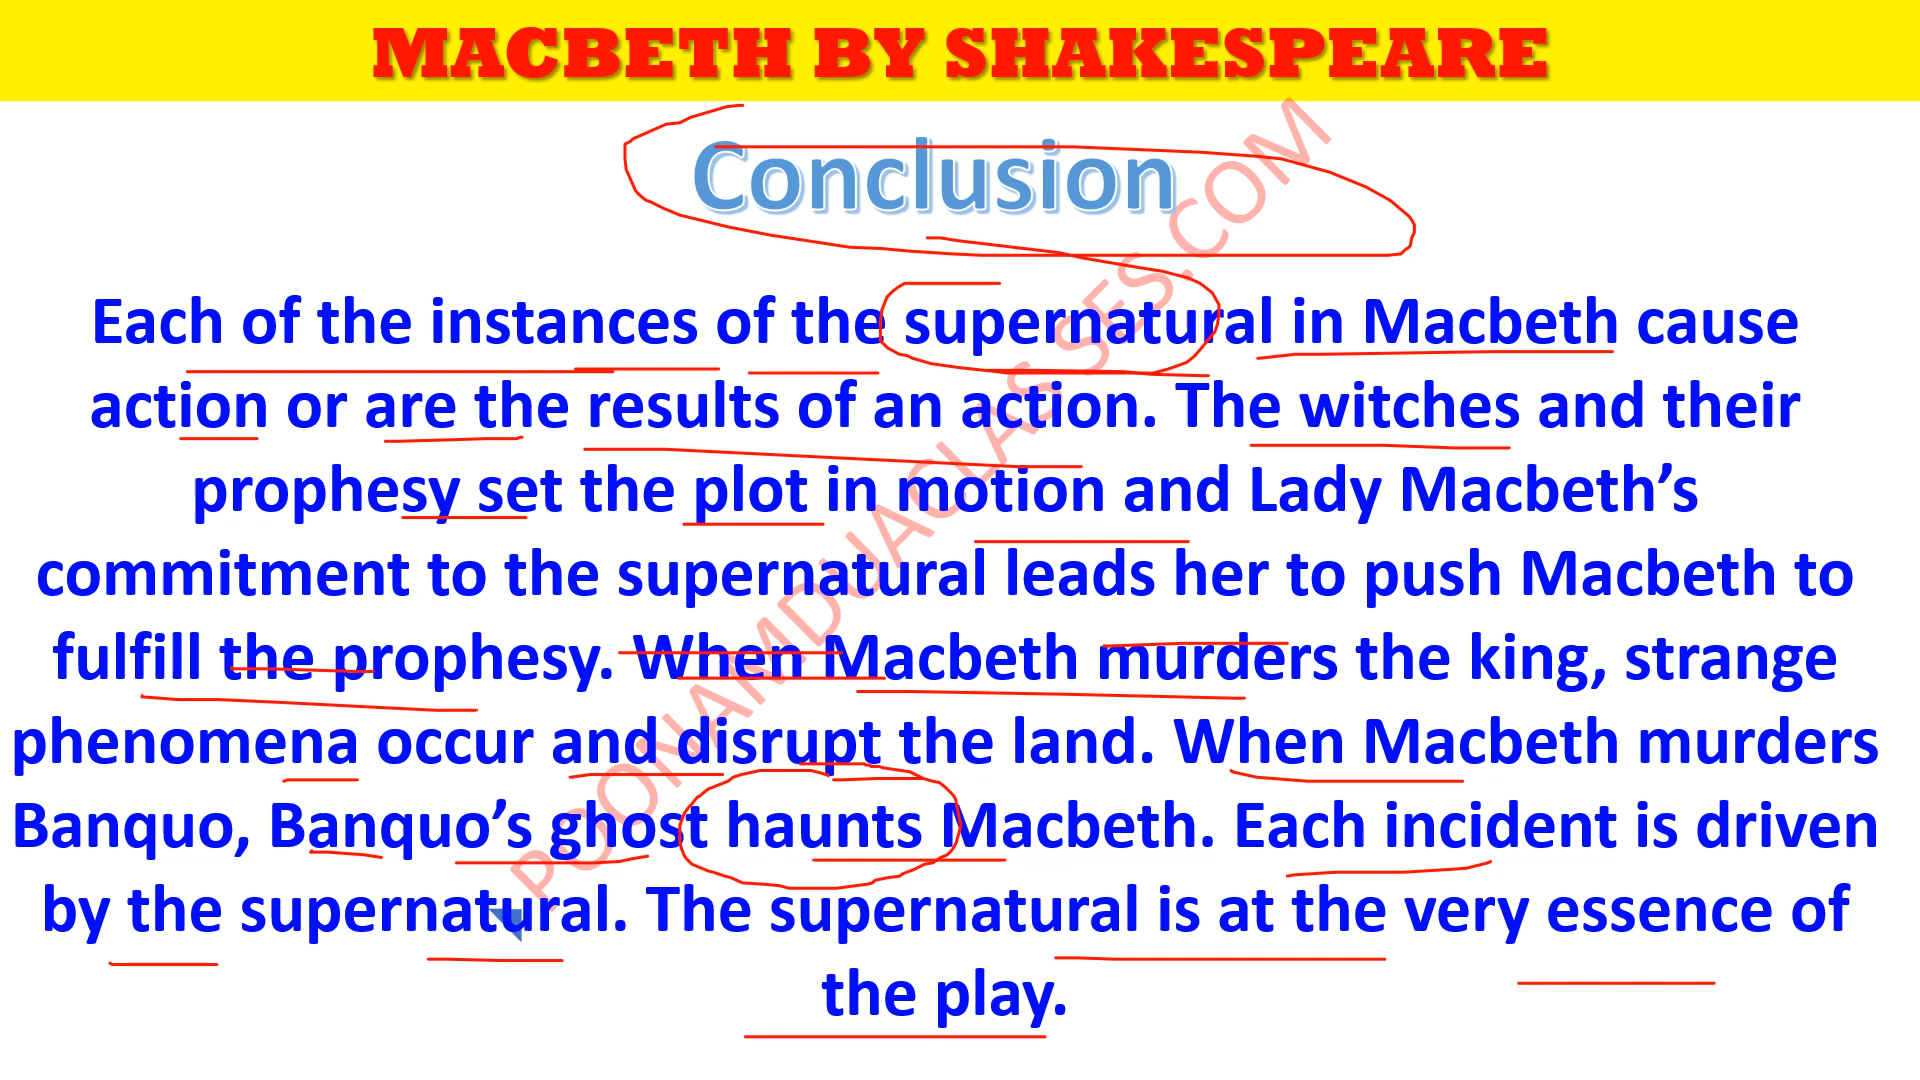 MACBETH BY SHAKESPEARE
Conclusion
Each of the instances of the supernatural in Macbeth cause
action or are the results of an action. The witches and their
prophesy set the plot in motion and Lady Macbeth’s
commitment to the supernatural leads her to push Macbeth to
fulfill the prophesy. When Macbeth murders the king, strange
phenomena occur and disrupt the land. When Macbeth murders
Banquo, Banquo’s ghost haunts Macbeth. Each incident is driven
by the supernatural. The supernatural is at the very essence of
the play.
POONAMDUACLASSES.COM